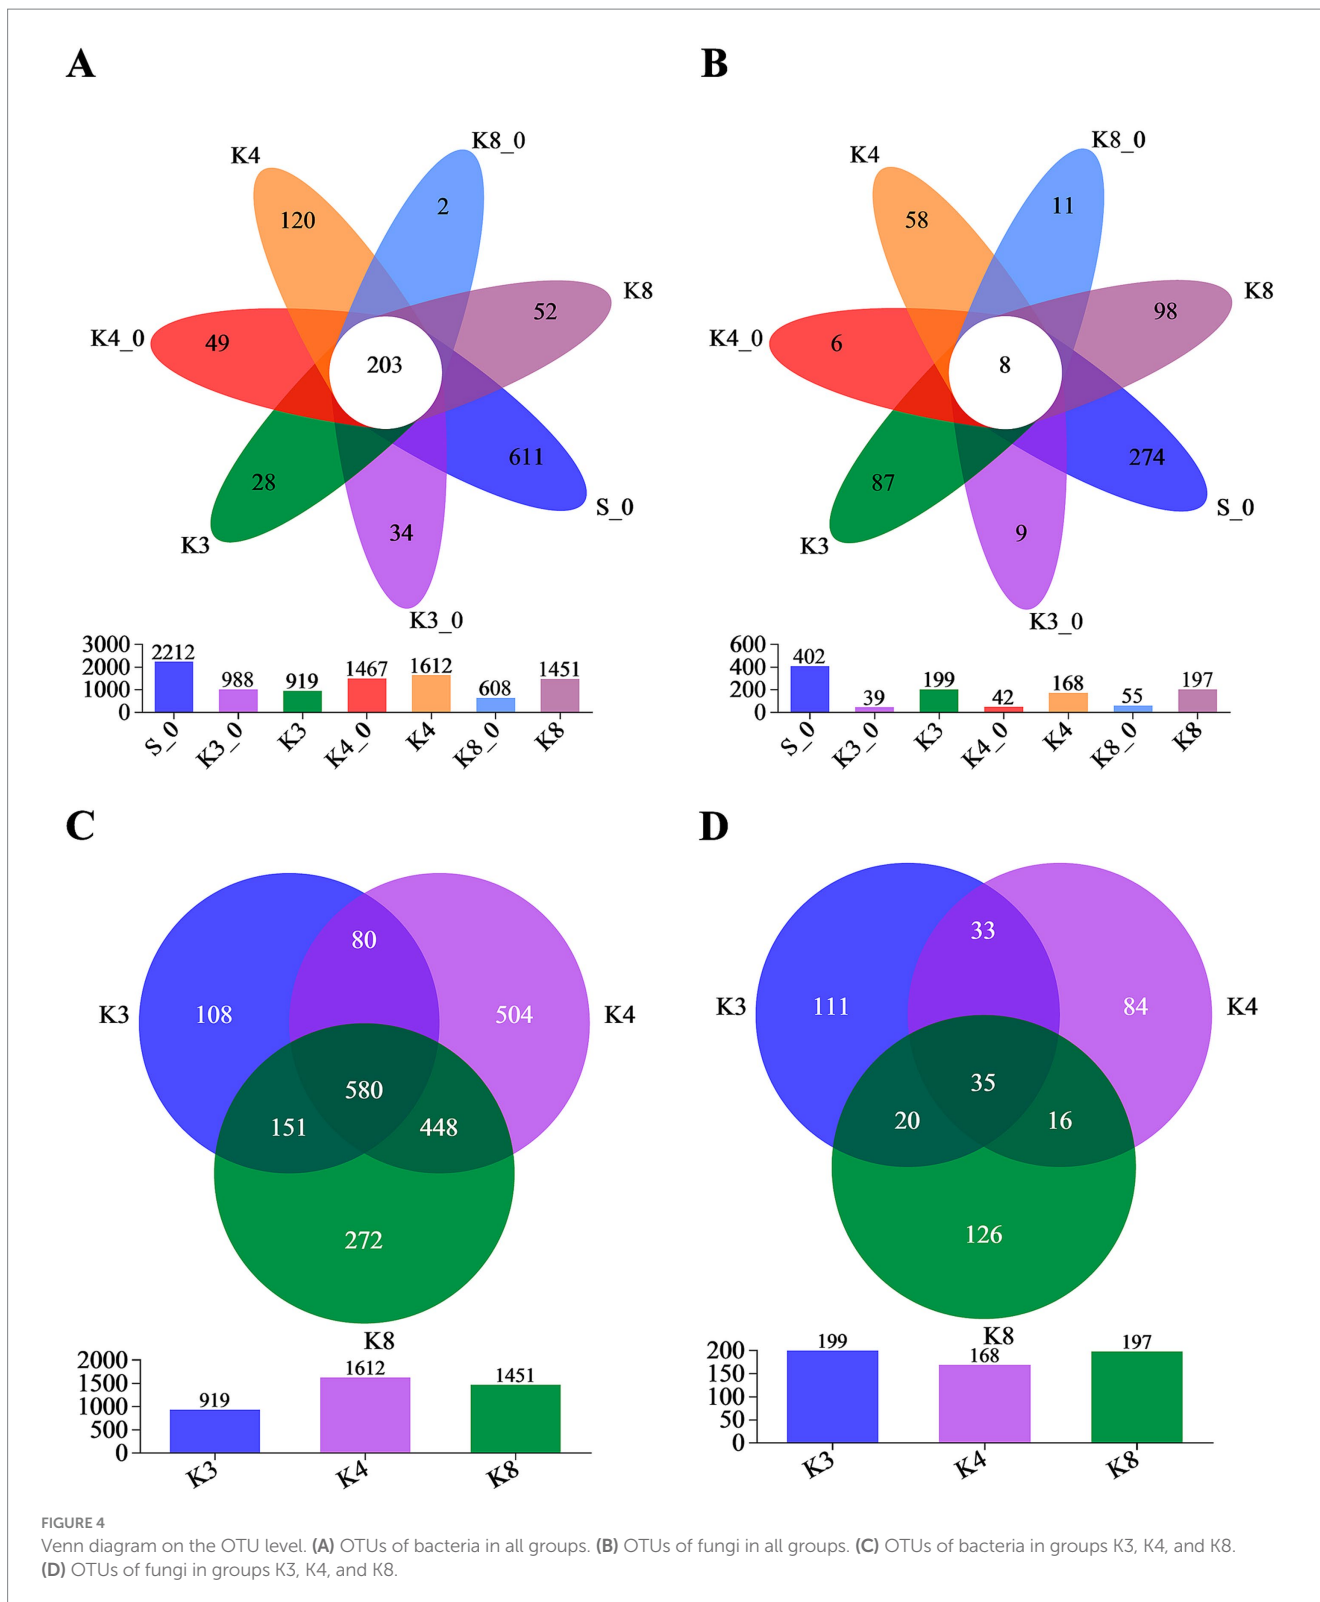 A
B
K4
K8_0
K4
K8_0
120
2
58
11
K8
K8
52
98
K4_0
49
203
K4_0
6
8
28
611
87
274
S_0
S_0
K3
34
K3
9
K3_0
K3_0
3000
2000
1000
0
2212
988
919
1467
1612
608
1451
S_0
K3_0
K3
K4_0
K4
K8_0
K8
600
400
200
0
402
39
199
42
168
55
197
S_0
K3_0
K3
K4_0
K4
K8_0
K8
C
D
80
K3
108
504
K4
580
151
448
272
K8
33
K3
111
84
K4
35
20
16
126
K8
2000
1500
1000
500
0
919
1612
1451
K3
K4
K8
200
150
100
50
0
199
168
197
K3
K4
K8
FIGURE 4
Venn diagram on the OTU level. (A) OTUs of bacteria in all groups. (B) OTUs of fungi in all groups. (C) OTUs of bacteria in groups K3, K4, and K8.
(D) OTUs of fungi in groups K3, K4, and K8.